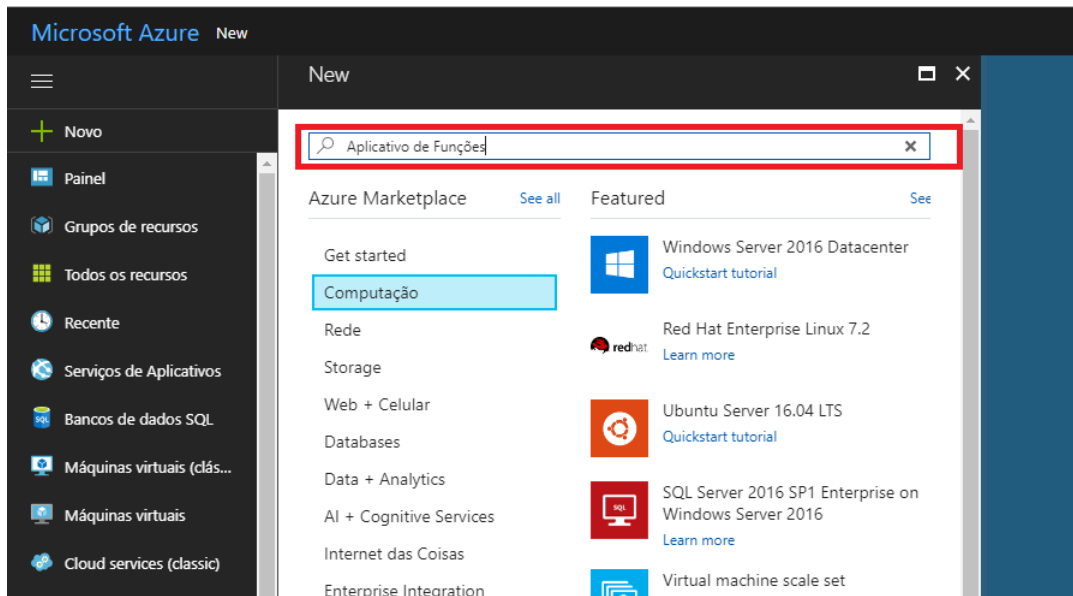 Microsoft Azure New
New
Novo
Painel
Grupos de recursos
Todos os recursos
Recente
Serviços de Aplicativos
SQL
Bancos de dados SQL
Máquinas virtuais (clás...
Máquinas virtuais
Cloud services (classic)
Aplicativo de Funções
Azure Marketplace See all
Get started
Computação
Rede
Storage
Web + Celular
Databases
Data + Analytics
AI + Cognitive Services
Internet das Coisas
Enterprise Integration
Featured See
Windows Server 2016 Datacenter
Quickstart tutorial
redhat
Red Hat Enterprise Linux 7.2
Learn more
Ubuntu Server 16.04 LTS
Quickstart tutorial
SQL
SQL Server 2016 SP1 Enterprise on
Windows Server 2016
Learn more
Virtual machine scale set